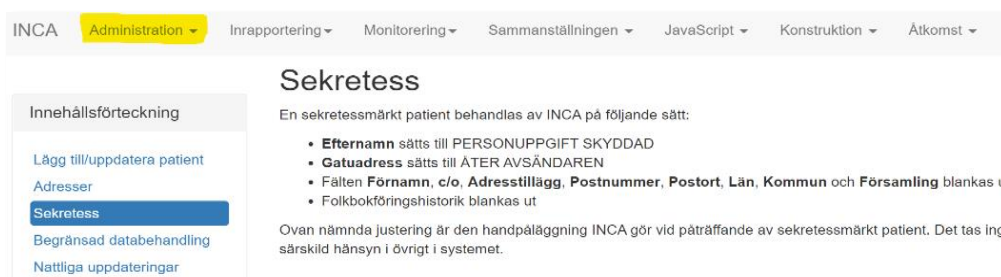 INCA Administration Inrapportering Monitorering Sammanställningen JavaScript Konstruktion Åtkomst
Innehållsförteckning
Lägg till/uppdatera patient
Adresser
Sekretess
Begränsad databehandling
Nattliga uppdateringar
Sekretess
En sekretessmärkt patient behandlas av INCA på följande sätt:
• Efternamn sätts till PERSONUPPGIFT SKYDDAD
• Gatuadress sätts till ÅTER AVSÄNDAREN
• Fälten Förnamn, c/o, Adresstillägg, Postnummer, Postort, Län, Kommun och Församling blankas
• Folkbokföringshistorik blankas ut
Ovan nämnda justering är den handpåläggning INCA gör vid påträffande av sekretessmärkt patient. Det tas
särskild hänsyn i övrigt i systemet.